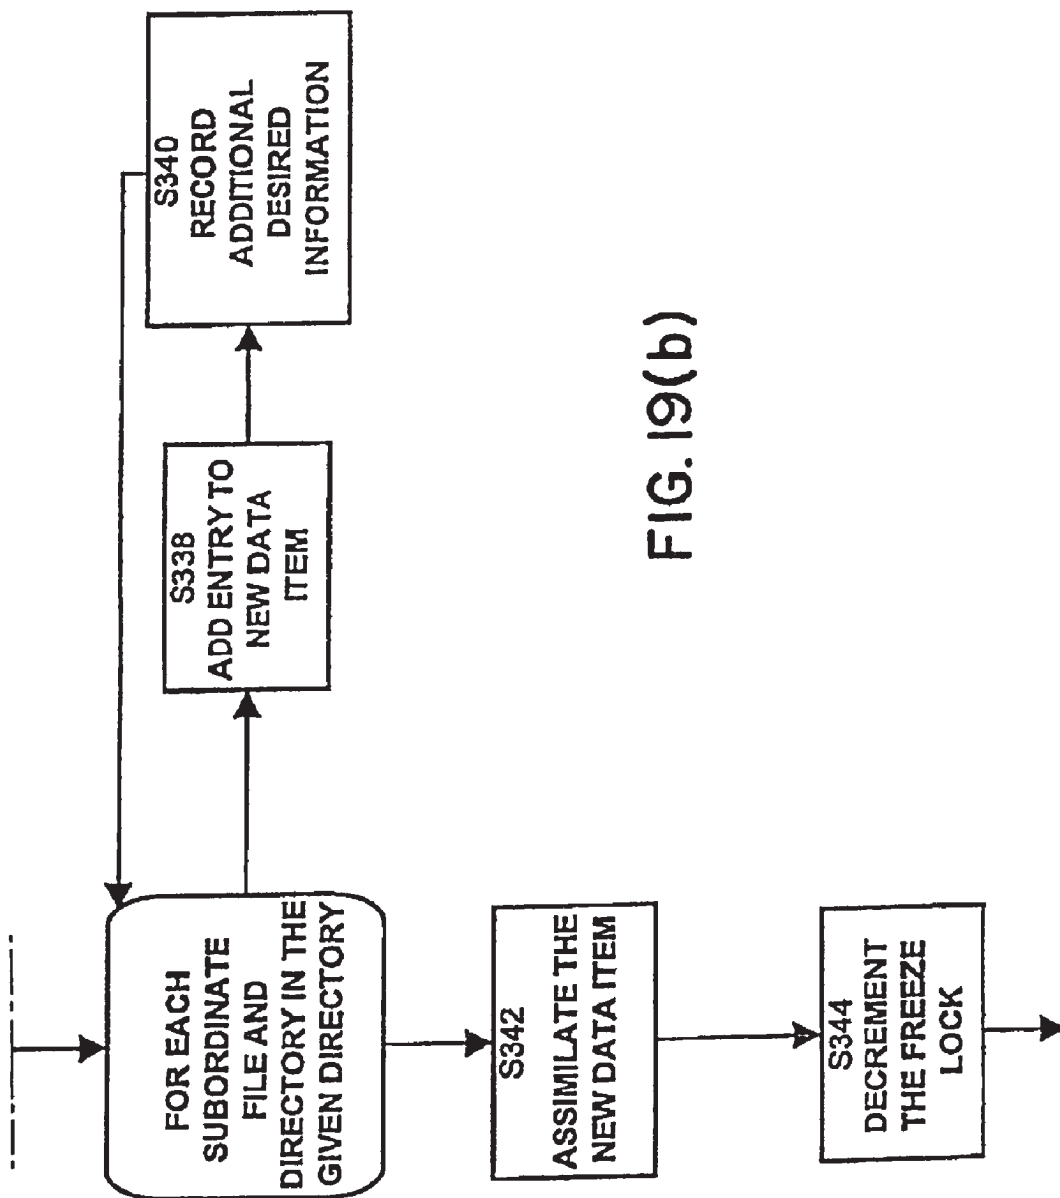 FOR EACH
SUBORDINATE
FILE AND
DIRECTORY IN THE
GIVEN DIRECTORY
S338
ADD ENTRY TO
NEW DATA
ITEM
S340
RECORD
ADDITIONAL
DESIRED
INFORMATION
S342
ASSIMILATE THE
NEW DATA ITEM
S344
DECREMENT
THE FREEZE
LOCK
FIG. 19(b)